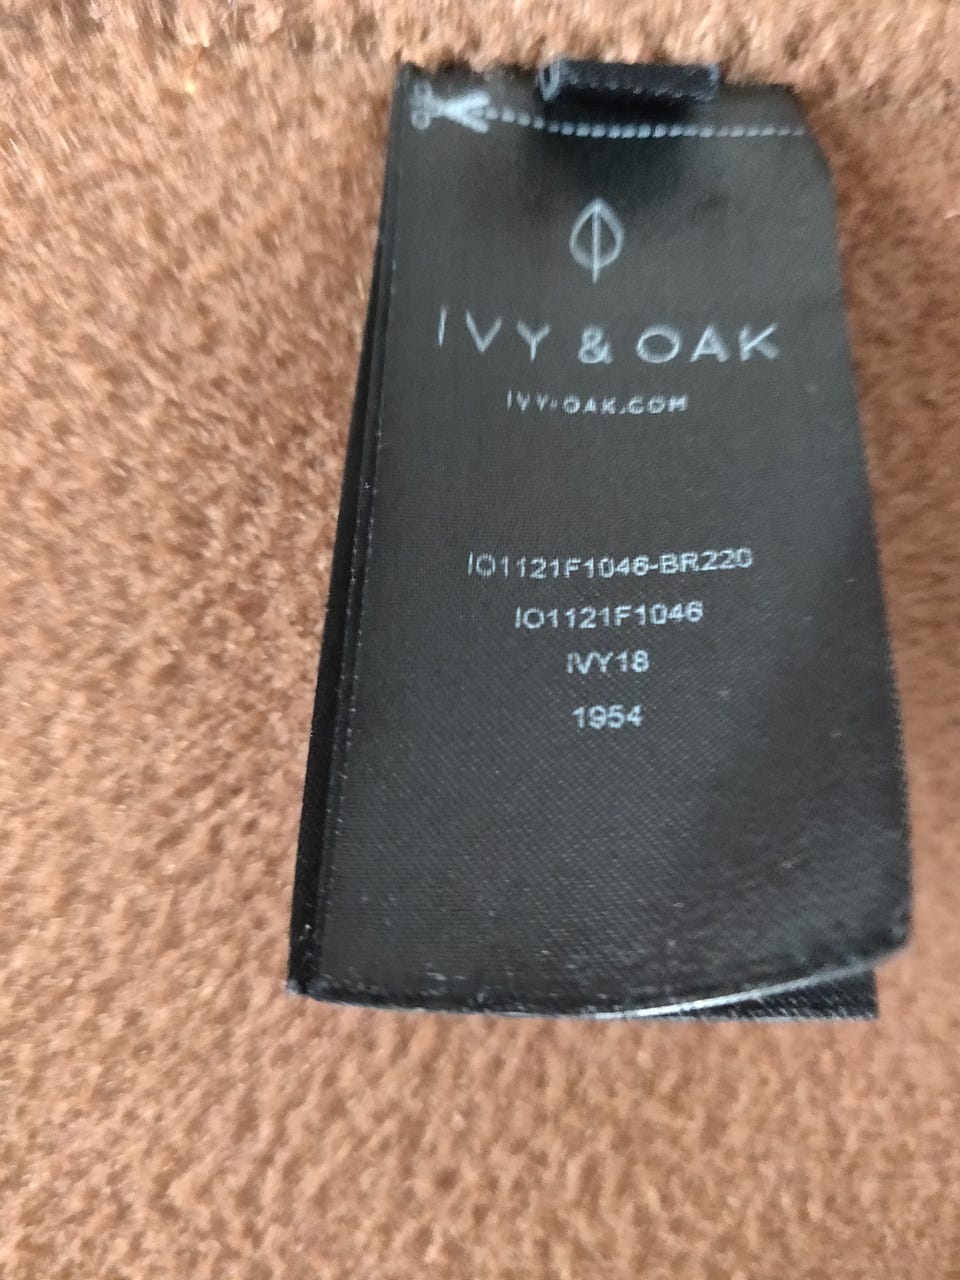 IVY & OAK
IVY-OAK.COM
IO1121F1046-BR220
IO1121F1046
IVY18
1954